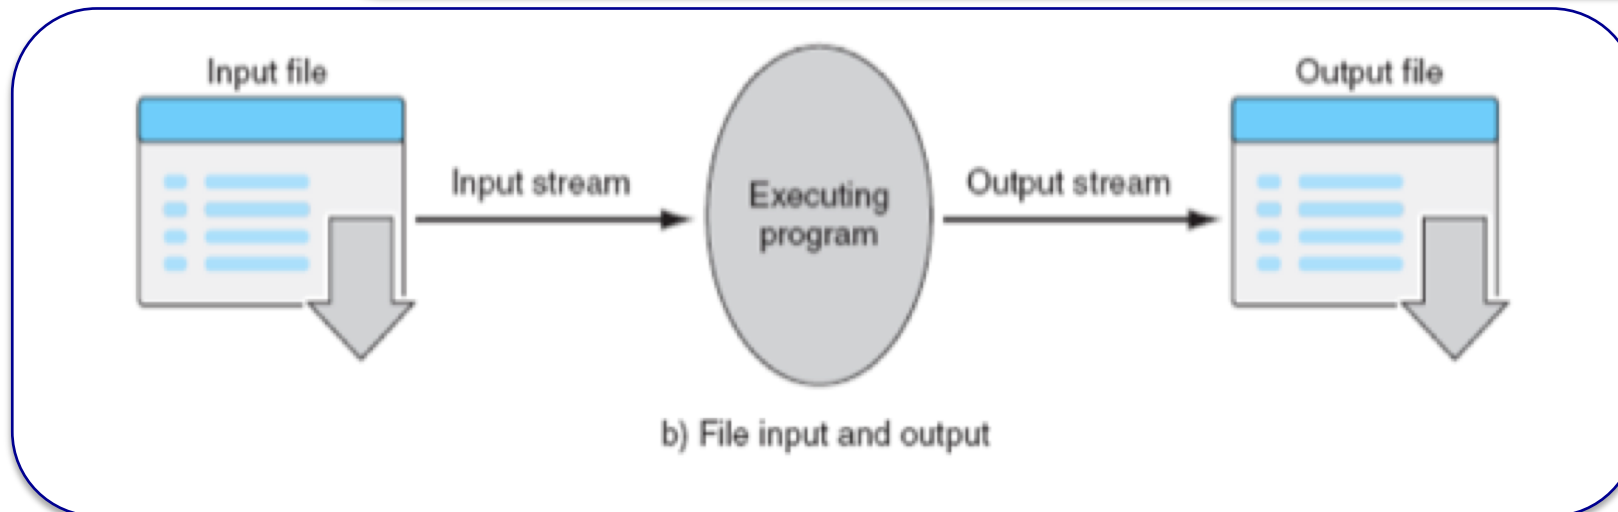 Input file
Output file
Input stream
Executing
program
Output stream
b) File input and output